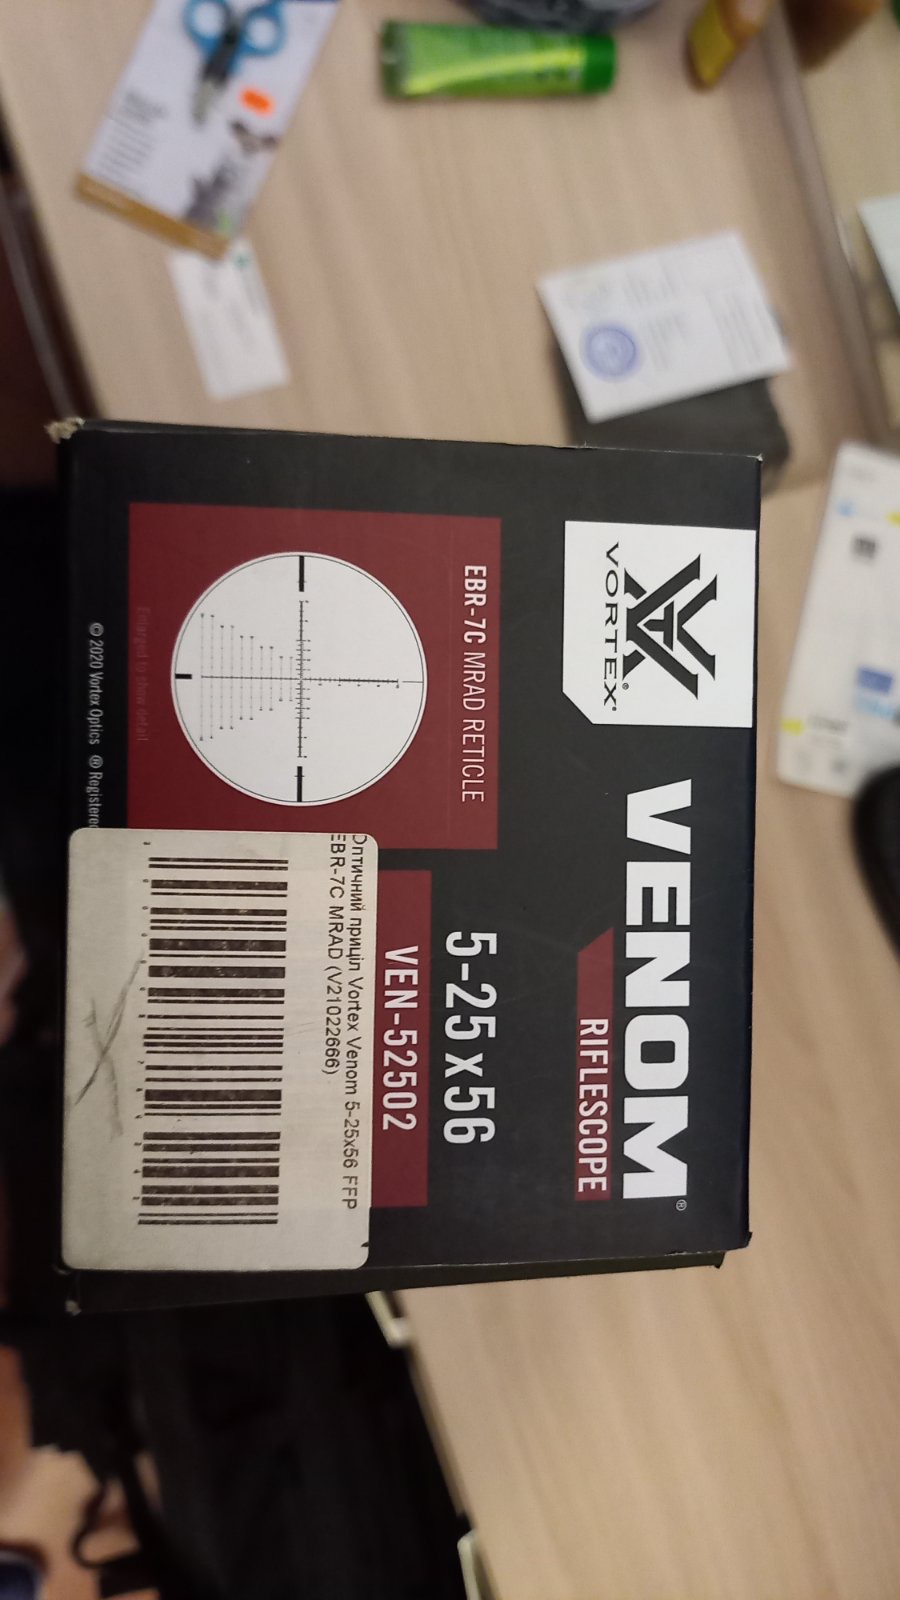 VORTEX®
VENOM®
RIFLESCOPE
EBR-7C MRAD RETICLE
5-25x56
VEN-52502
Enlarged to show detail
© 2020 Vortex Optics ® Registered
Оптичний приціл Vortex Venom 5-25x56 FFP
EBR-7C MRAD (V21022666)